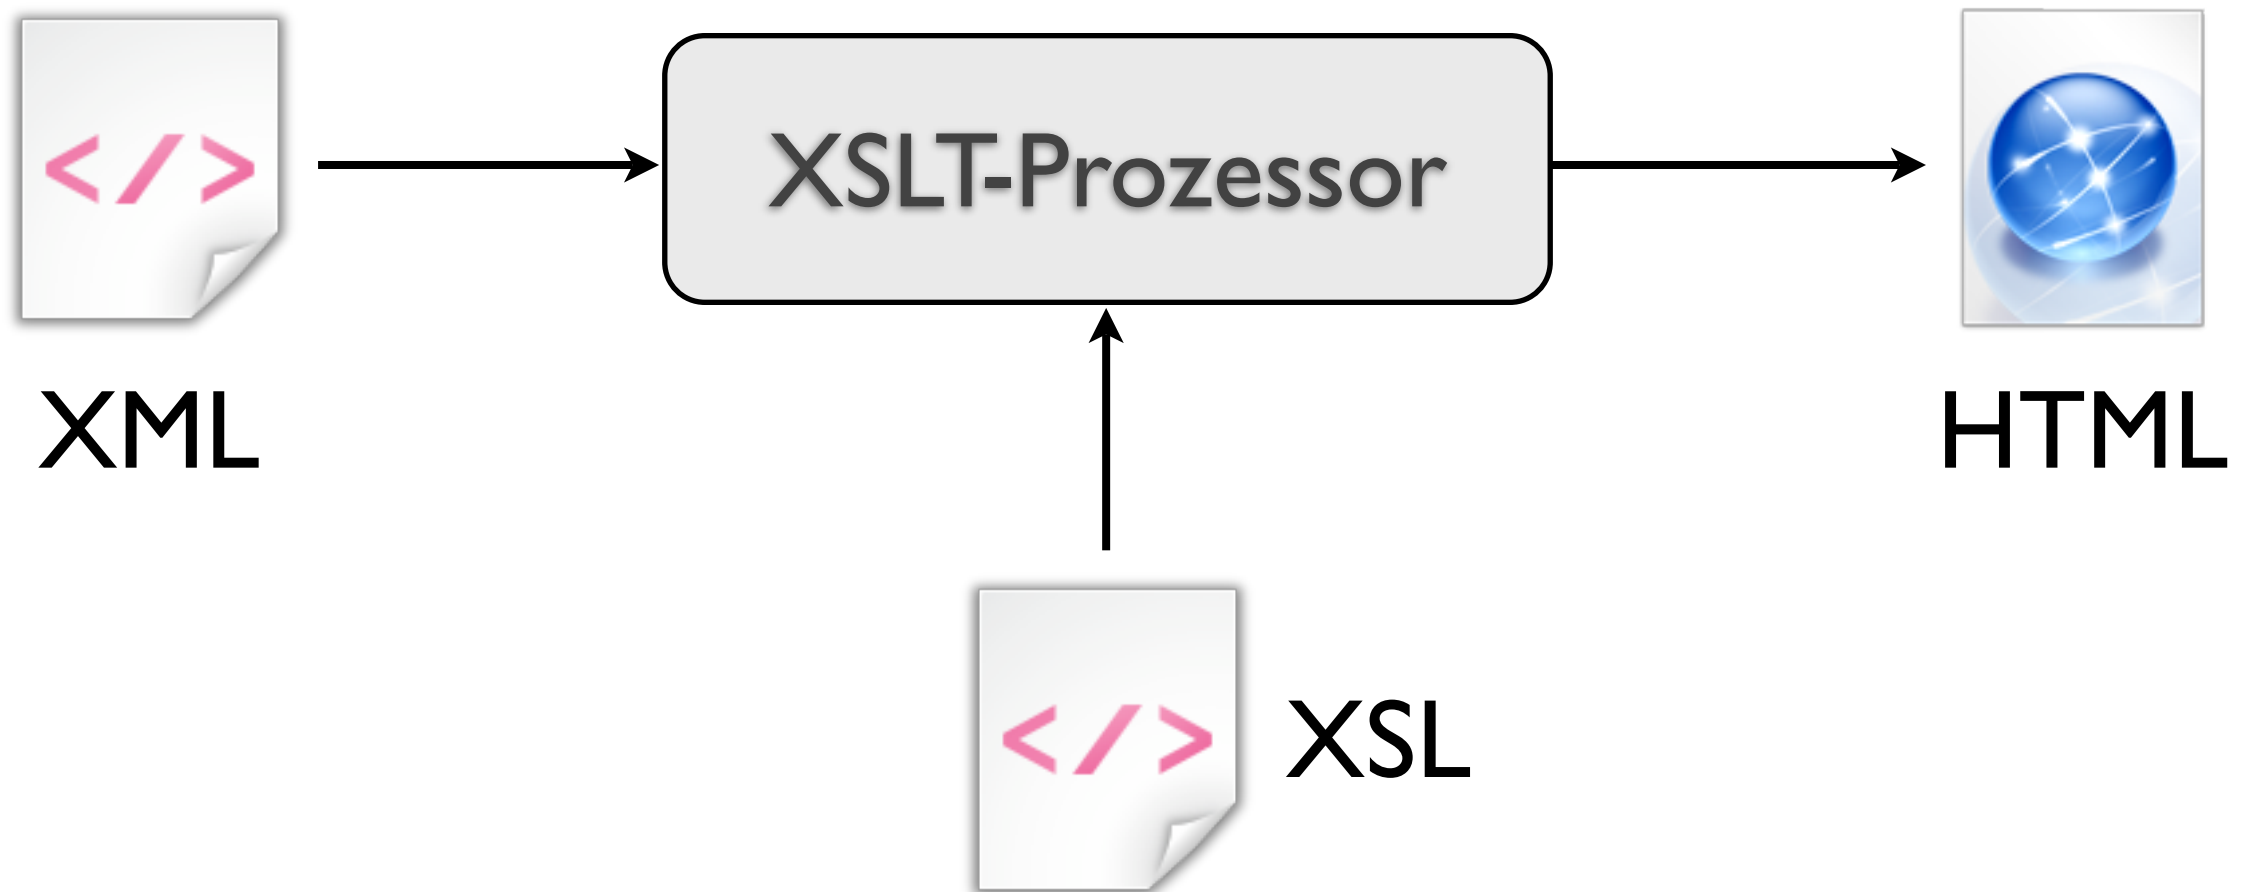 </>
XSLT-Prozessor
XML
HTML
</>
XSL